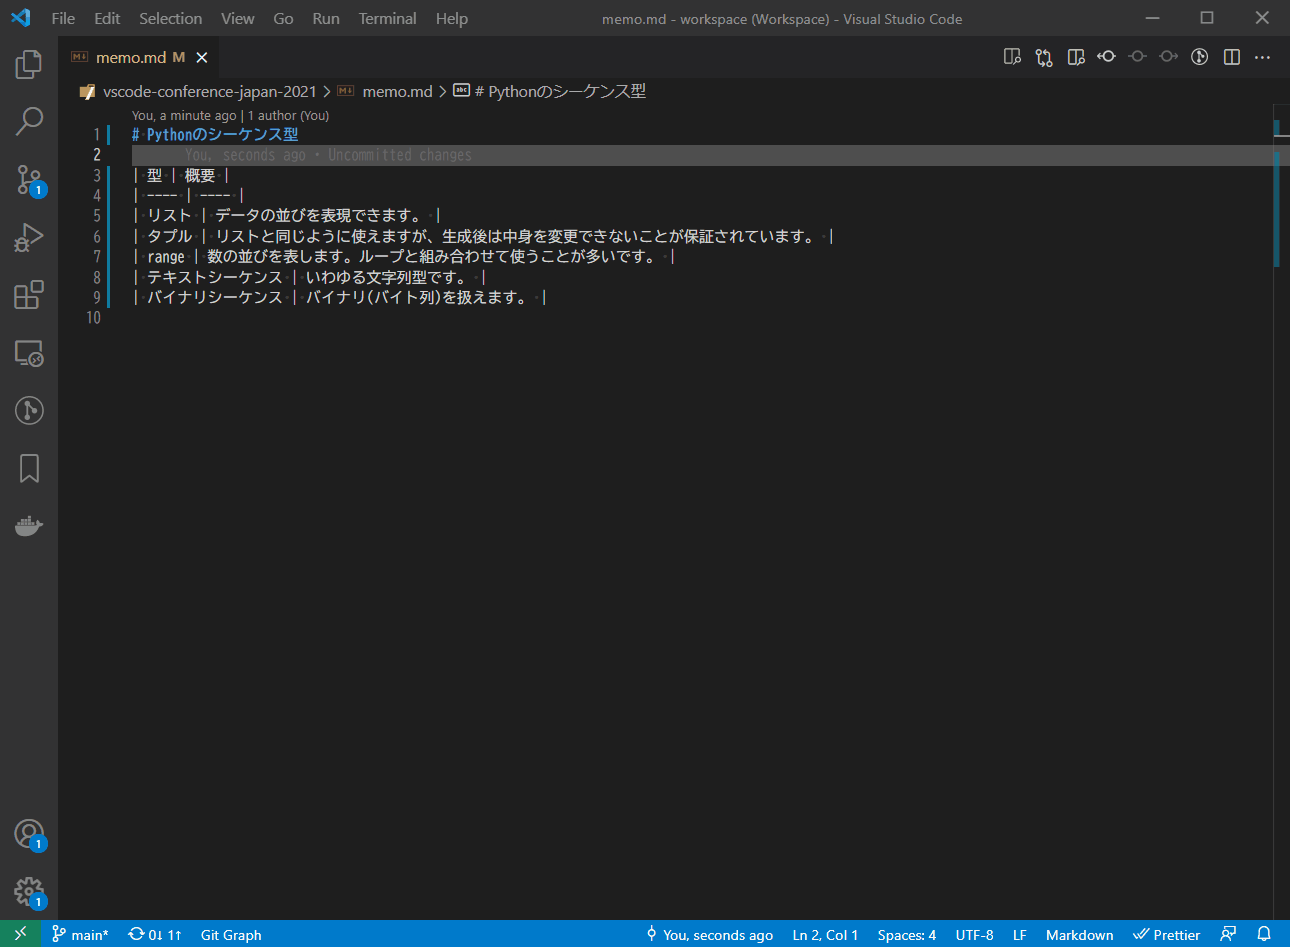 File Edit Selection View Go Run Terminal Help memo.md - workspace (Workspace) - Visual Studio Code
memo.md M
vscode-conference-japan-2021 > memo.md > # Pythonのシーケンス型
You, a minute ago | 1 author (You)
1 # Pythonのシーケンス型
2 You, seconds ago • Uncommitted changes
3 | 型 | 概要 |
4 | ---- | ---- |
5 | リスト | データの並びを表現できます。 |
6 | タプル | リストと同じように使えますが、生成後は中身を変更できないことが保証されています。 |
7 | range | 数の並びを表します。ループと組み合わせて使うことが多いです。 |
8 | テキストシーケンス | いわゆる文字列型です。 |
9 | バイナリシーケンス | バイナリ(バイト列)を扱えます。 |
10
1
1
1
main* 0↓ 1↑ Git Graph You, seconds ago Ln 2, Col 1 Spaces: 4 UTF-8 LF Markdown Prettier